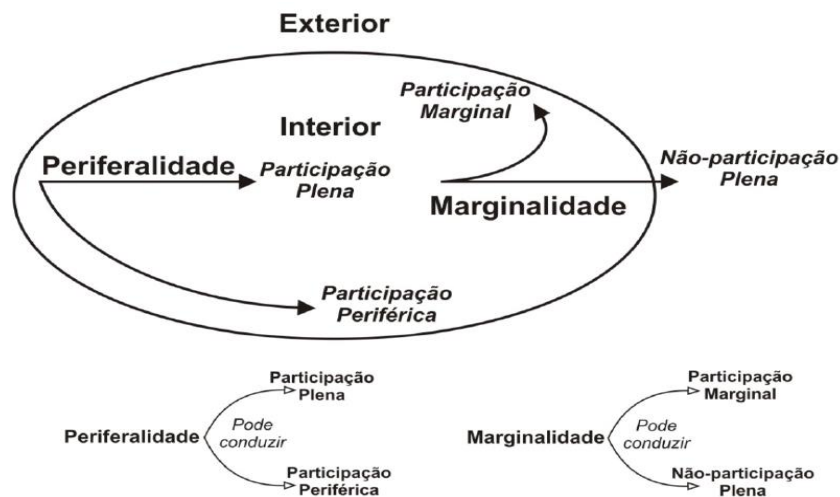 Exterior
Participação
Marginal
Interior
Periferalidade
Participação
Plena
Não-participação
Plena
Marginalidade
Participação
Periférica
Participação
Plena
Periferalidade
Pode
conduzir
Participação
Periférica
Participação
Marginal
Marginalidade
Pode
conduzir
Não-participação
Plena